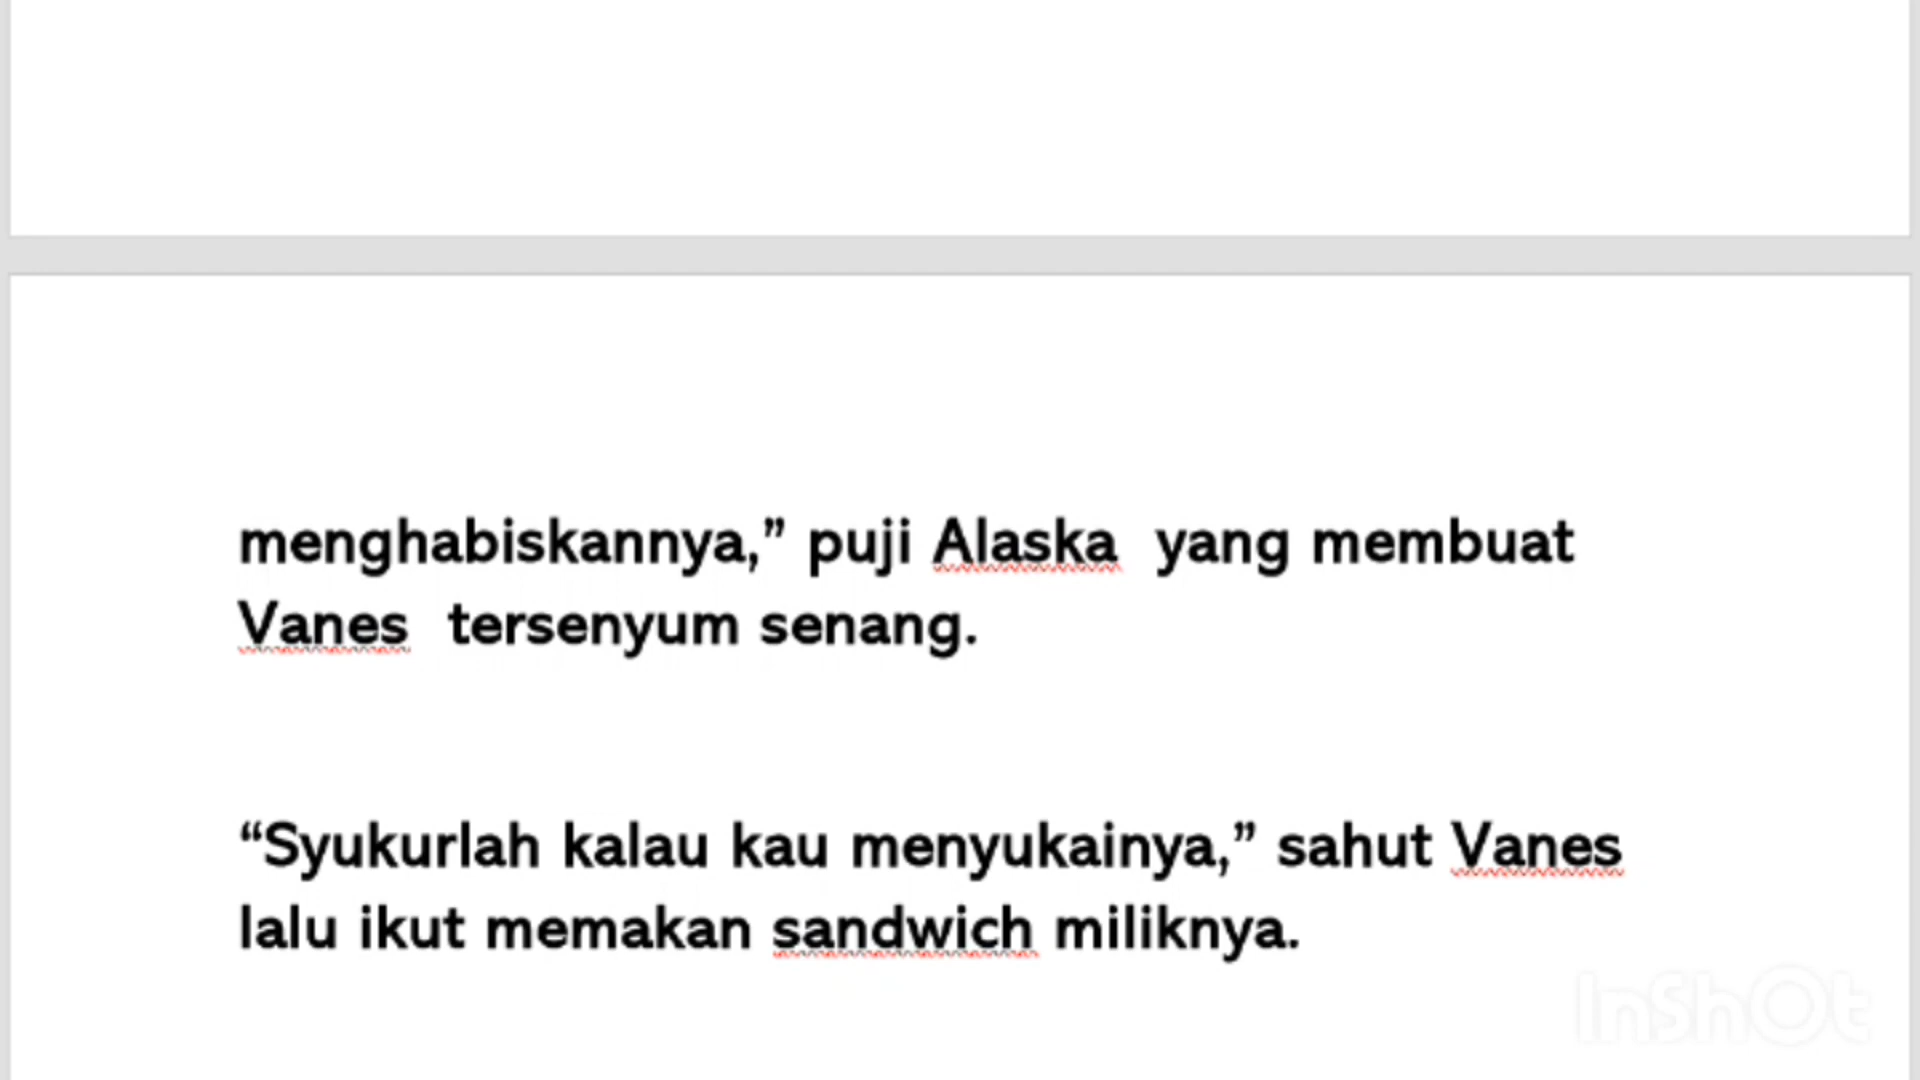 menghabiskannya,” puji Alaska  yang membuat
Vanes  tersenyum senang.
“Syukurlah kalau kau menyukainya,” sahut Vanes
lalu ikut memakan sandwich miliknya.
InShOt